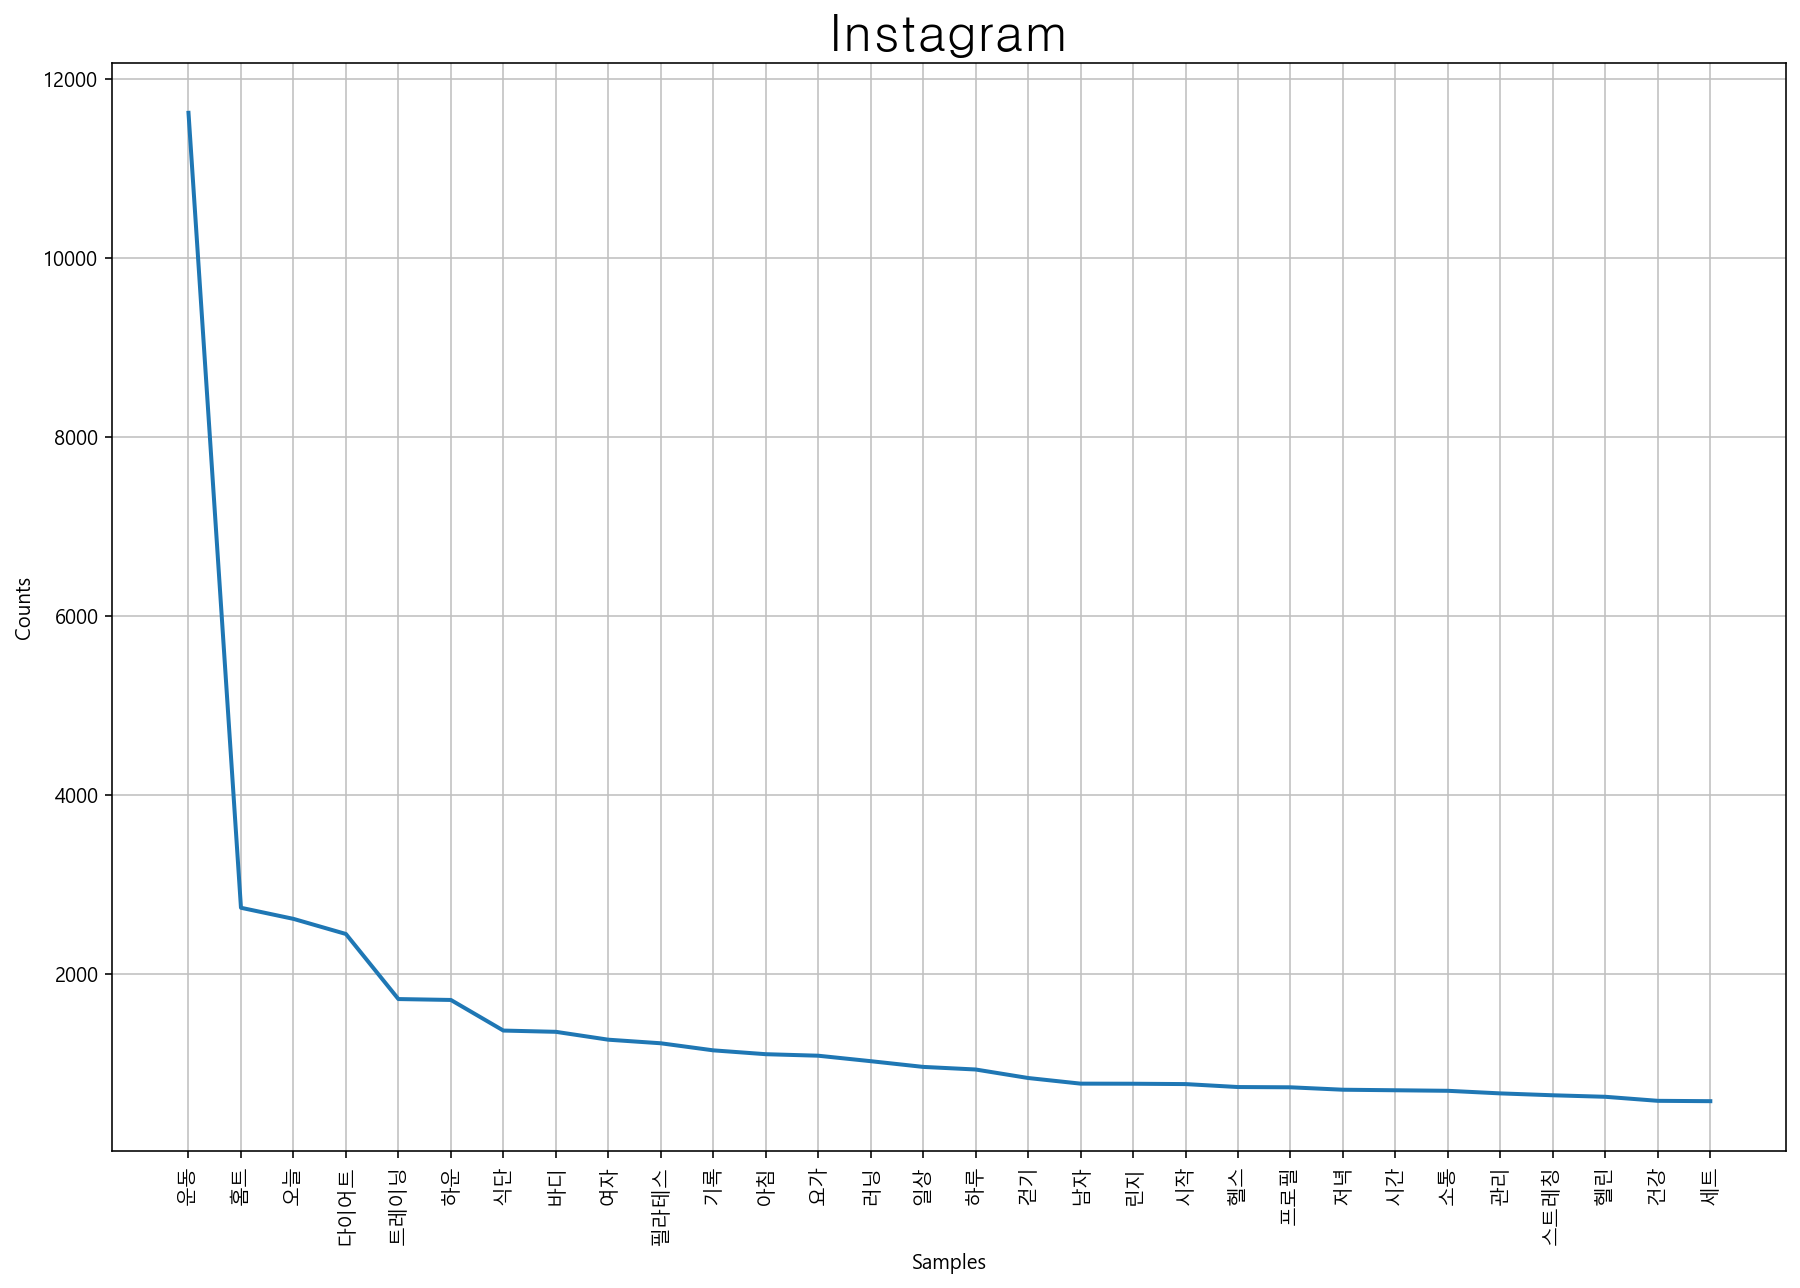 Instagram
12000
10000
8000
6000
4000
2000
Counts
운동
홈트
오늘
다이어트
트레이닝
하운
식단
바디
여자
필라테스
기록
아침
요가
러닝
일상
하루
걷기
남자
린지
시작
헬스
프로필
저녁
시간
소통
관리
스트레칭
헬린
건강
세트
Samples